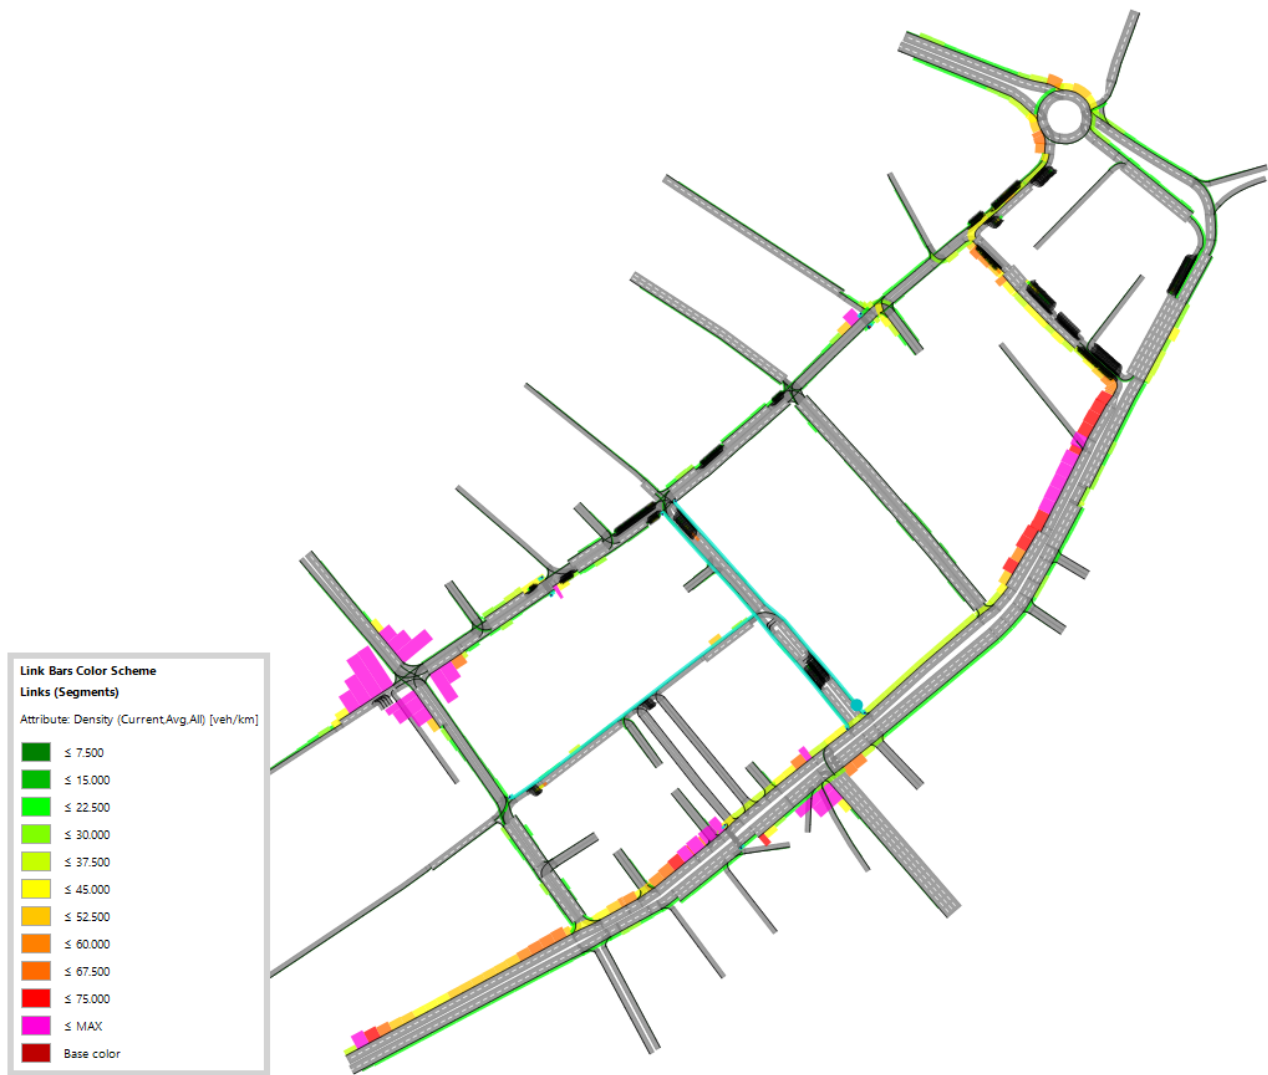 Link Bars Color Scheme
Links (Segments)
Attribute: Density (Current,Avg,All) [veh/km]
≤ 7.500
≤ 15.000
≤ 22.500
≤ 30.000
≤ 37.500
≤ 45.000
≤ 52.500
≤ 60.000
≤ 67.500
≤ 75.000
≤ MAX
Base color